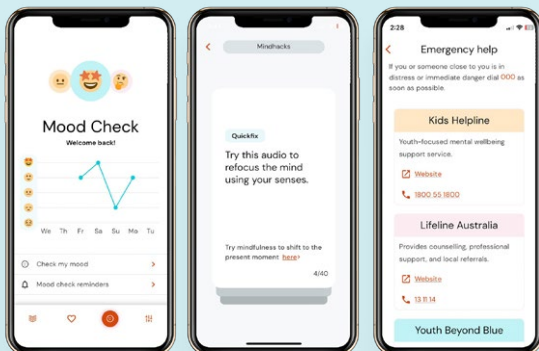 Mood Check
Welcome back!
We Th Fr Sa Su Mo Tu
Check my mood
Mood check reminders
Mindhacks
Quickfix
Try this audio to
refocus the mind
using your senses.
Try mindfulness to shift to the
present moment here>
4/40
2:28
Emergency help
If you or someone close to you is in
distress or immediate danger dial 000 as
soon as possible.
Kids Helpline
Youth-focused mental wellbeing
support service.
Website
1800 55 1800
Lifeline Australia
Provides counselling, professional
support, and local referrals.
Website
13 11 14
Youth Beyond Blue